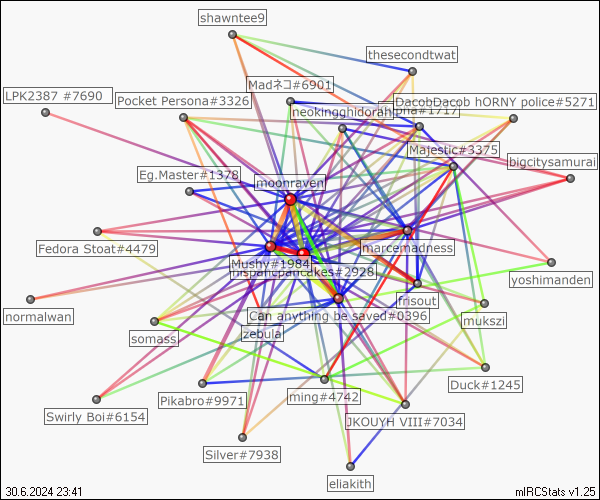 shawntee9
thesecondtwat
Madネコ#6901
LPK2387 #7690
Pocket Persona#3326
DacobDacob hORNY police#5271
neokingghidorah
#1717
Majestic#3375
bigcitysamurai
Eg.Master#1378
moonraven
Fedora Stoat#4479
marcemadness
Mushy#1984
hispanicpancakes#2928
yoshimanden
frisout
normalwan
Can anything be saved#0396
mukszi
somass
zebula
Duck#1245
Pikabro#9971
ming#4742
Swirly Boi#6154
JKOUYH VIII#7034
Silver#7938
eliakith
30.6.2024 23:41
mIRCStats v1.25